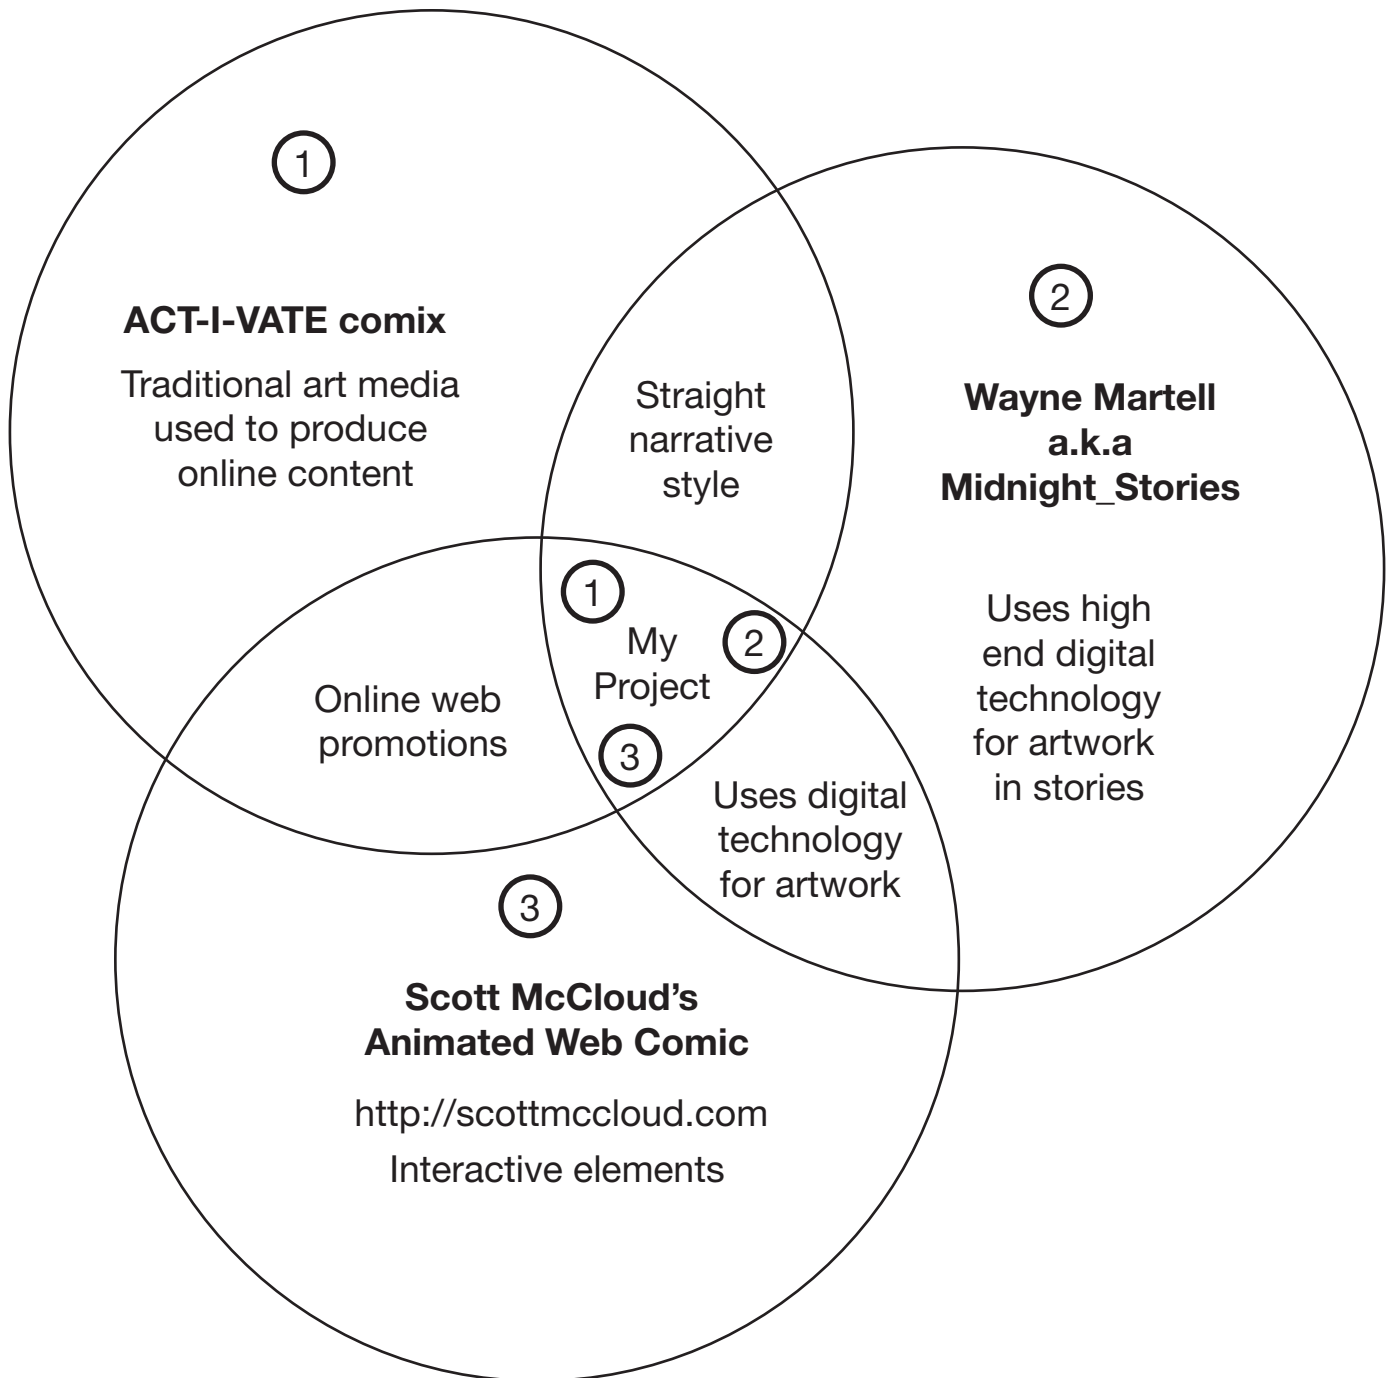 1
ACT-I-VATE comix
Traditional art media
used to produce
online content
Straight
narrative
style
2
Wayne Martell
a.k.a
Midnight_Stories
Uses high
end digital
technology
for artwork
in stories
1
My
2
Project
3
Online web
promotions
Uses digital
technology
for artwork
3
Scott McCloud’s
Animated Web Comic
http://scottmccloud.com
Interactive elements